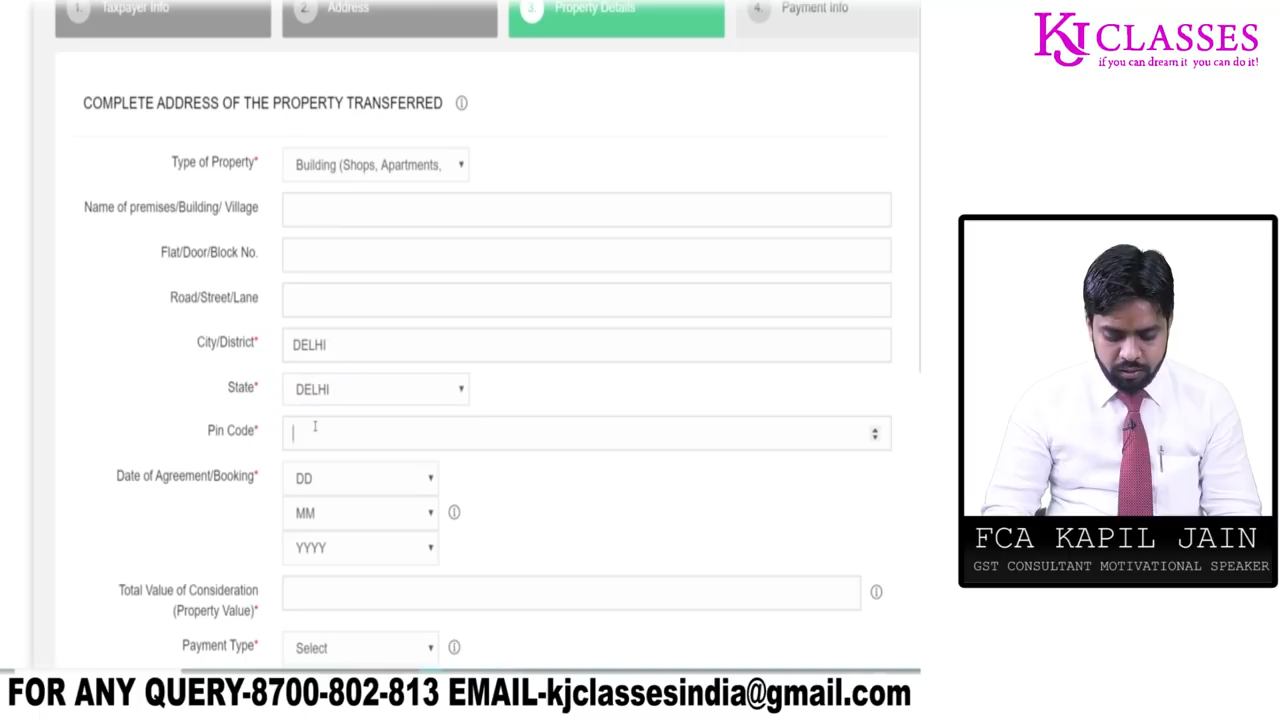 1. Taxpayer Info
2. Address
3. Property Details
4. Payment Info
KJ CLASSES
if you can dream it you can do it!
COMPLETE ADDRESS OF THE PROPERTY TRANSFERRED
Type of Property* Building (Shops, Apartments,
Name of premises/Building/ Village
Flat/Door/Block No.
Road/Street/Lane
City/District* DELHI
State* DELHI
Pin Code*
Date of Agreement/Booking* DD
MM
YYYY
Total Value of Consideration
(Property Value)*
Payment Type* Select
FCA KAPIL JAIN
GST CONSULTANT MOTIVATIONAL SPEAKER
FOR ANY QUERY-8700-802-813 EMAIL-kjclassesindia@gmail.com